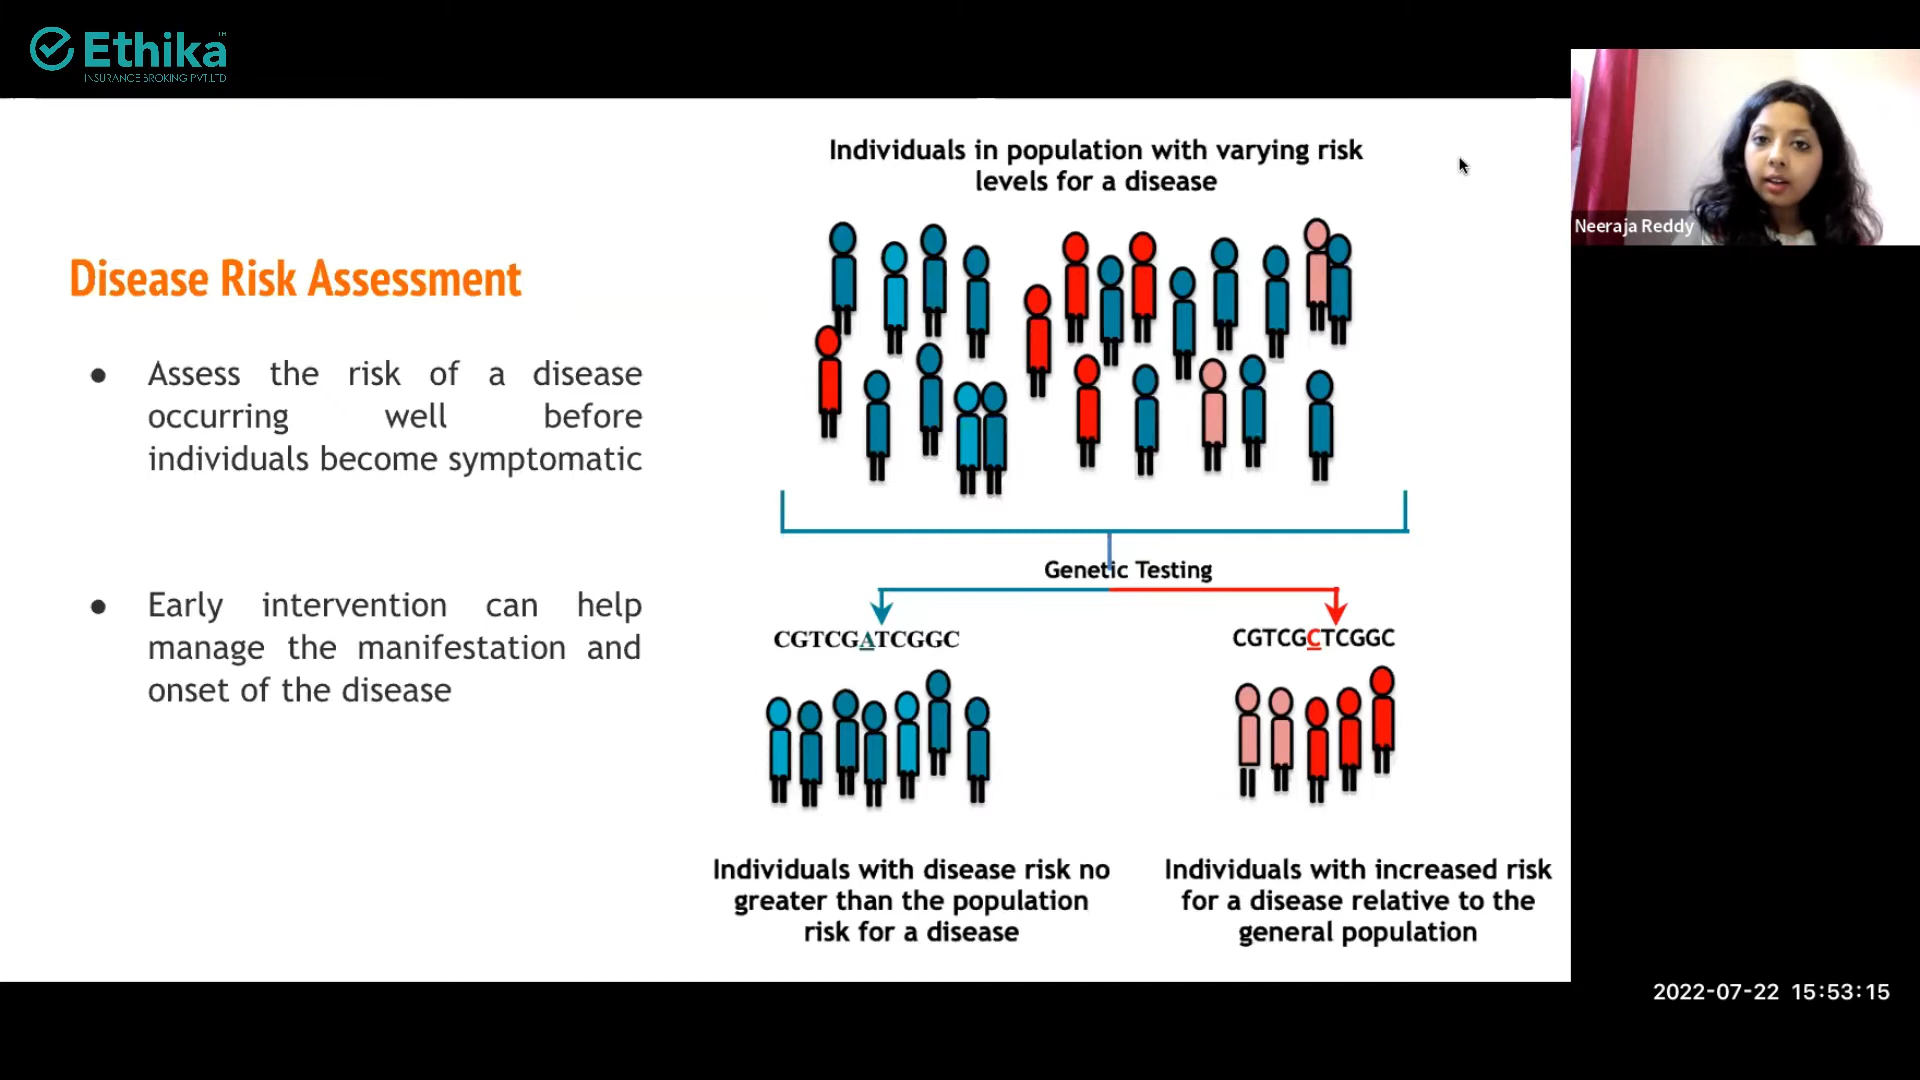 Ethika
TM
INSURANCE BROKING PVT.LTD
Neeraja Reddy
Individuals in population with varying risk
levels for a disease
Disease Risk Assessment
● Assess the risk of a disease
occurring well before
individuals become symptomatic
● Early intervention can help
manage the manifestation and
onset of the disease
Genetic Testing
CGTCGATCGGC
CGTCGCTCGGC
Individuals with disease risk no
greater than the population
risk for a disease
Individuals with increased risk
for a disease relative to the
general population
2022-07-22 15:53:15